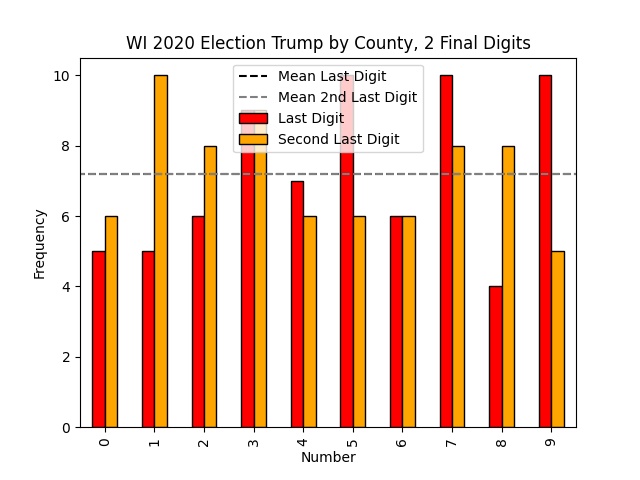 WI 2020 Election Trump by County, 2 Final Digits
Mean Last Digit
Mean 2nd Last Digit
Last Digit
Second Last Digit
10
8
6
4
2
0
Frequency
0 1 2 3 4 5 6 7 8 9
Number